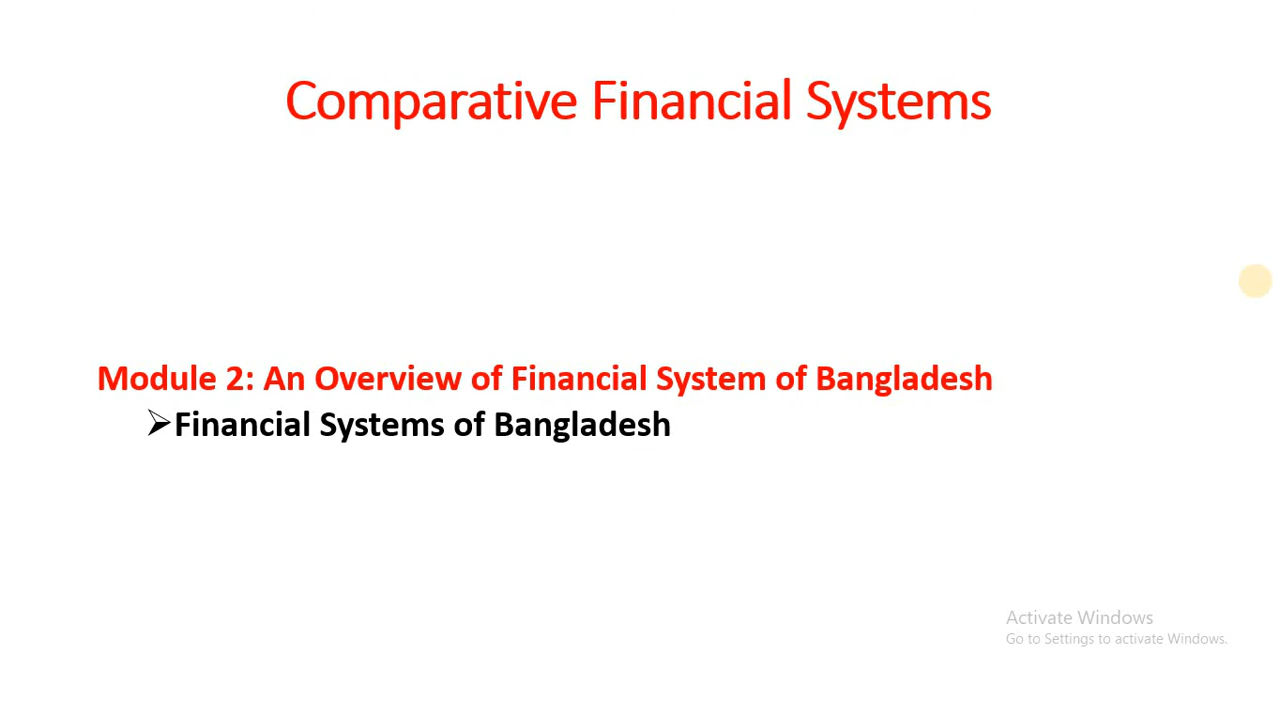 Comparative Financial Systems
Module 2: An Overview of Financial System of Bangladesh
➢Financial Systems of Bangladesh
Activate Windows
Go to Settings to activate Windows.